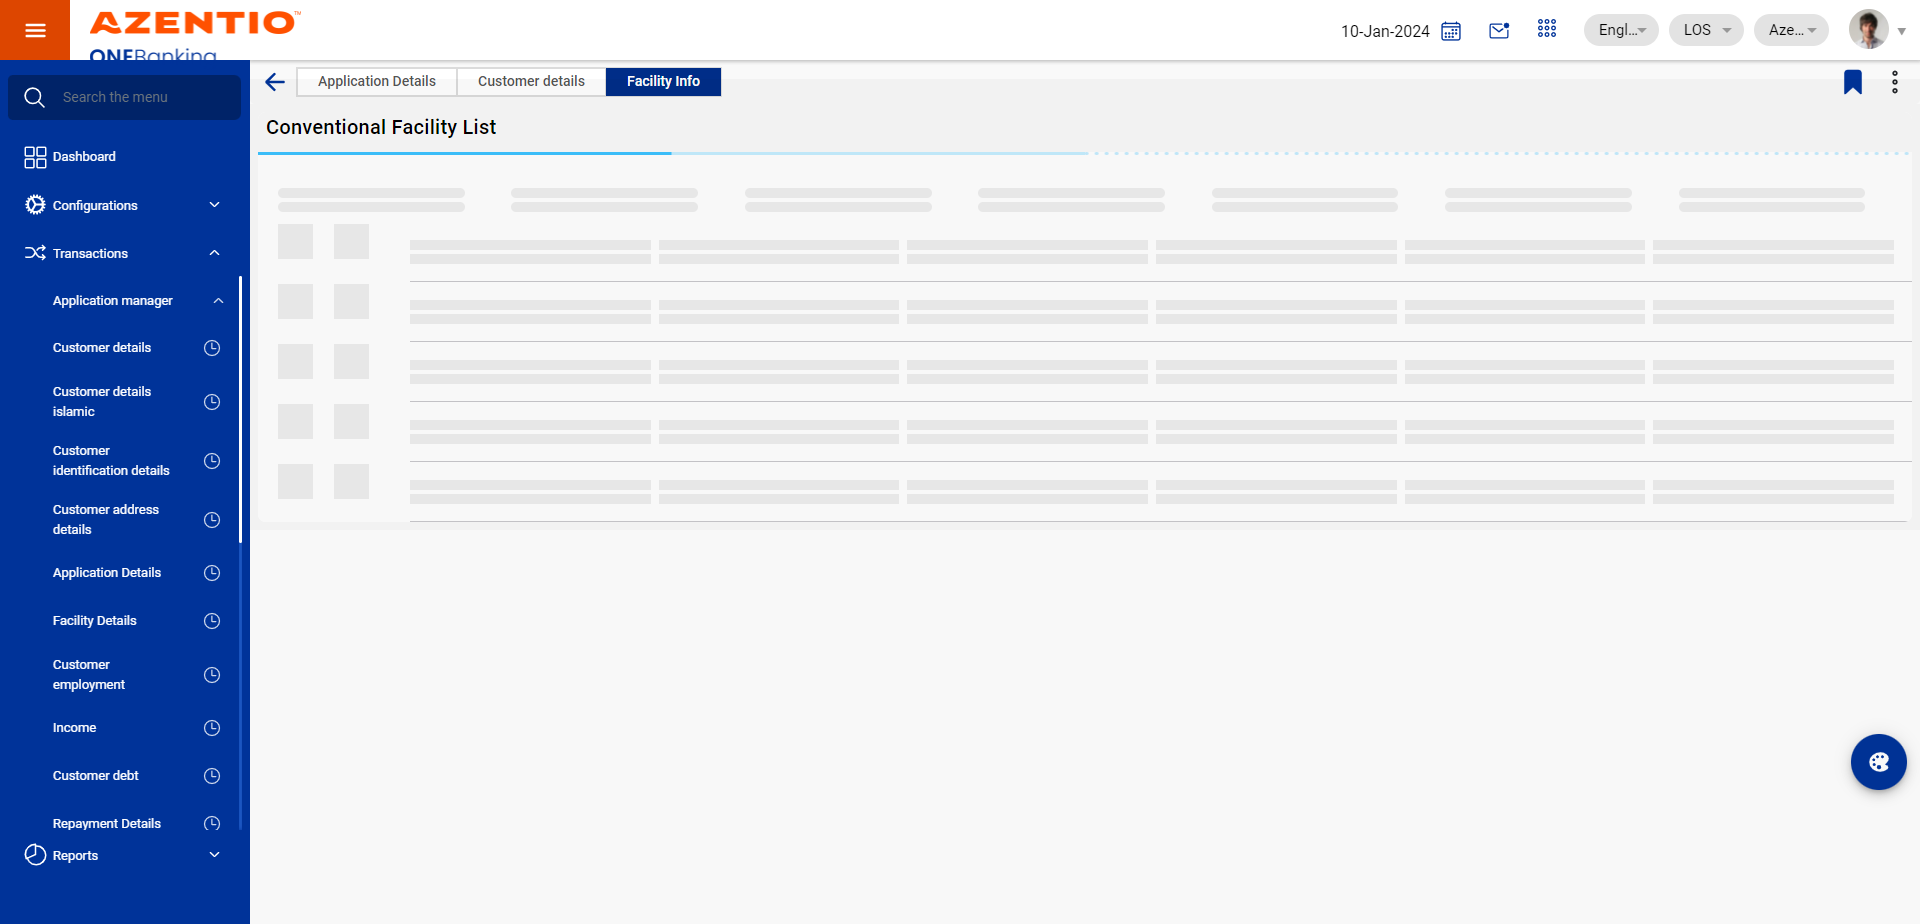 AZENTIO™
ONEBanking
10-Jan-2024
Engl...
LOS
Aze...
Search the menu
Application Details
Customer details
Facility Info
Conventional Facility List
Dashboard
Configurations
Transactions
Application manager
Customer details
Customer details
islamic
Customer
identification details
Customer address
details
Application Details
Facility Details
Customer
employment
Income
Customer debt
Repayment Details
Reports